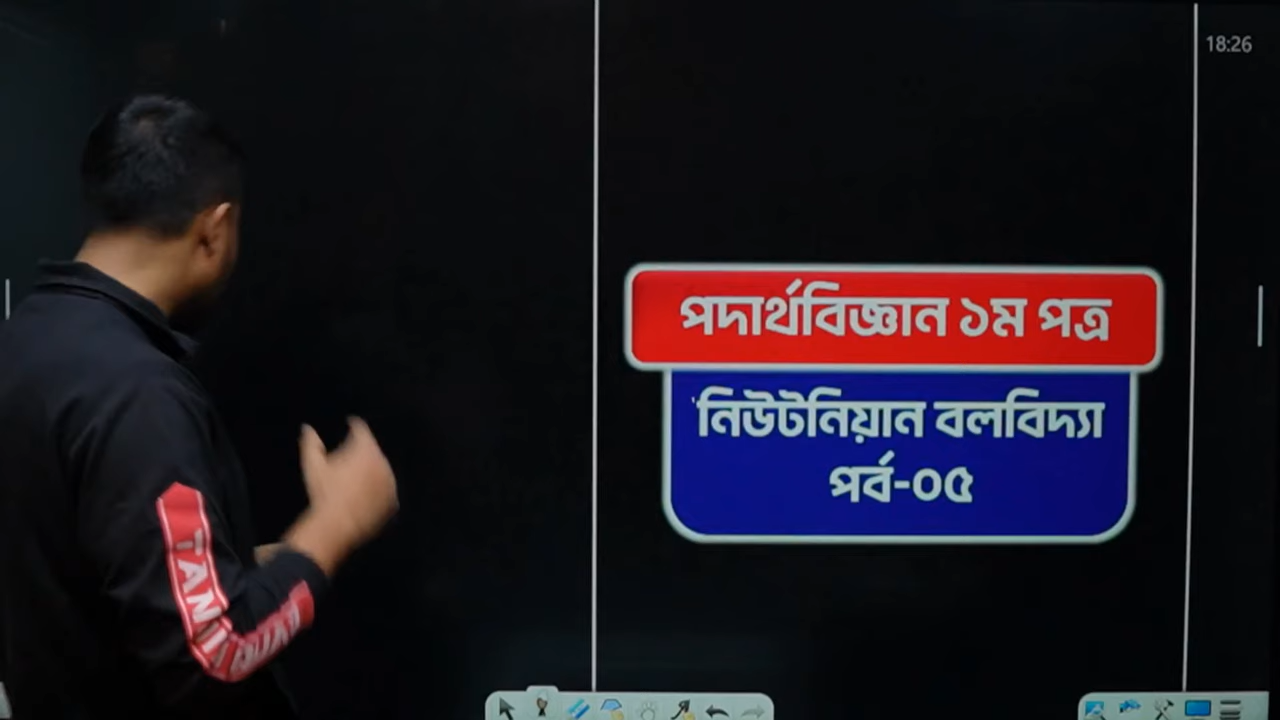 18:26
পদার্থবিজ্ঞান ১ম পত্র
নিউটনিয়ান বলবিদ্যা
পর্ব-০৫